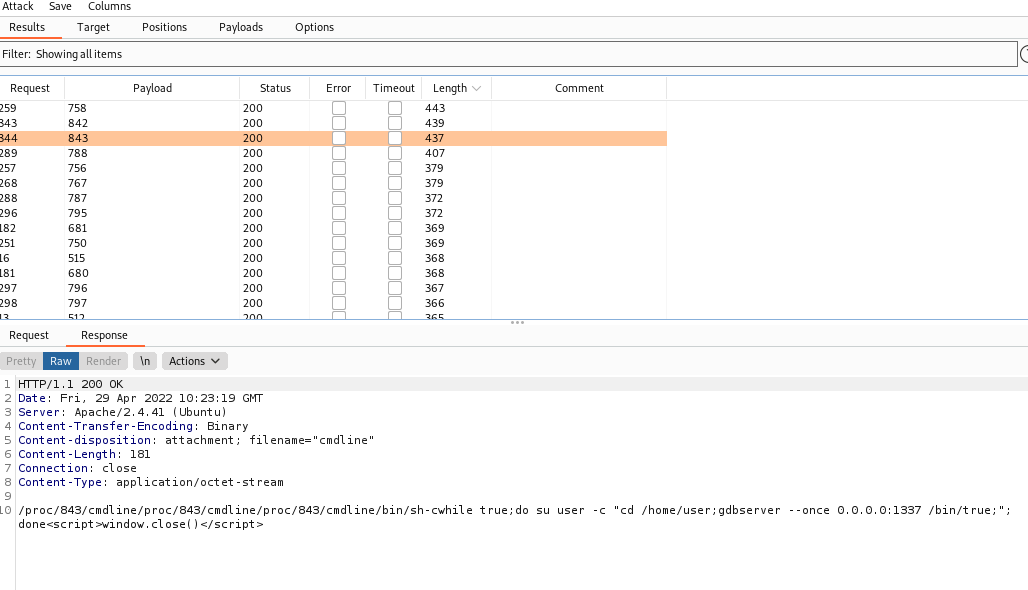 Attack Save Columns
Results Target Positions Payloads Options
Filter: Showing all items
Request Payload Status Error Timeout Length Comment
259 758 200 443
343 842 200 439
344 843 200 437
289 788 200 407
257 756 200 379
268 767 200 379
288 787 200 372
296 795 200 372
182 681 200 369
251 750 200 369
16 515 200 368
181 680 200 368
297 796 200 367
298 797 200 366
13 512 200 365
Request Response
Pretty Raw Render \n Actions
1 HTTP/1.1 200 OK
2 Date: Fri, 29 Apr 2022 10:23:19 GMT
3 Server: Apache/2.4.41 (Ubuntu)
4 Content-Transfer-Encoding: Binary
5 Content-disposition: attachment; filename="cmdline"
6 Content-Length: 181
7 Connection: close
8 Content-Type: application/octet-stream
9
10 /proc/843/cmdline/proc/843/cmdline/proc/843/cmdline/bin/sh-cwhile true;do su user -c "cd /home/user;gdbserver --once 0.0.0.0:1337 /bin/true;";
done<script>window.close()</script>